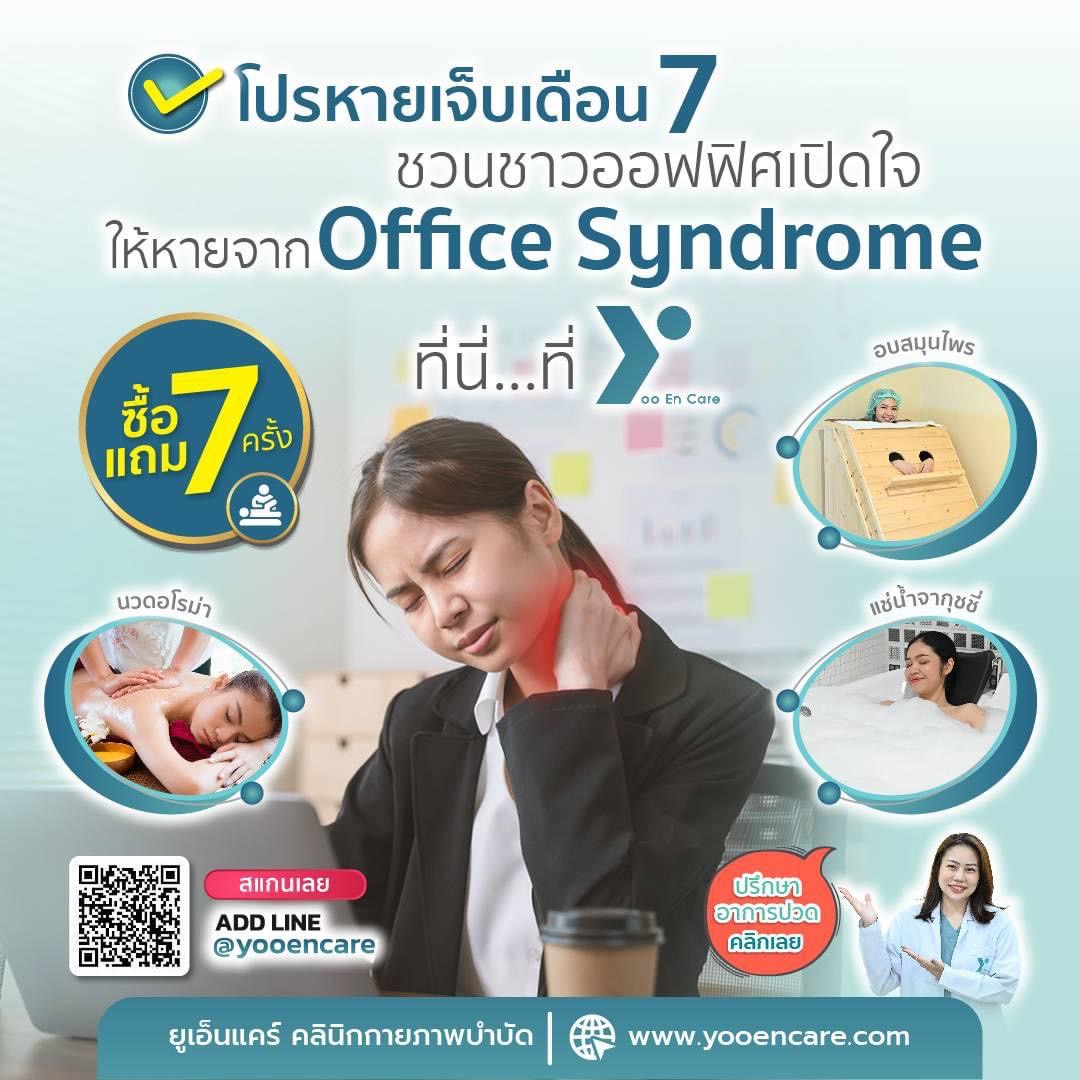 โปรหายเจ็บเดือน 7
ชวนชาวออฟฟิศเปิดใจ
ให้หายจาก Office Syndrome
ที่นี่...ที่
Yoo En Care
ซื้อ 7 แถม 7 ครั้ง
อบสมุนไพร
นวดอโรม่า
แช่น้ำจากุชชี่
สแกนเลย
ADD LINE
@yooencare
ปรึกษา
อาการปวด
คลิกเลย
ยูเอ็นแคร์ คลินิกกายภาพบำบัด
www.yooencare.com